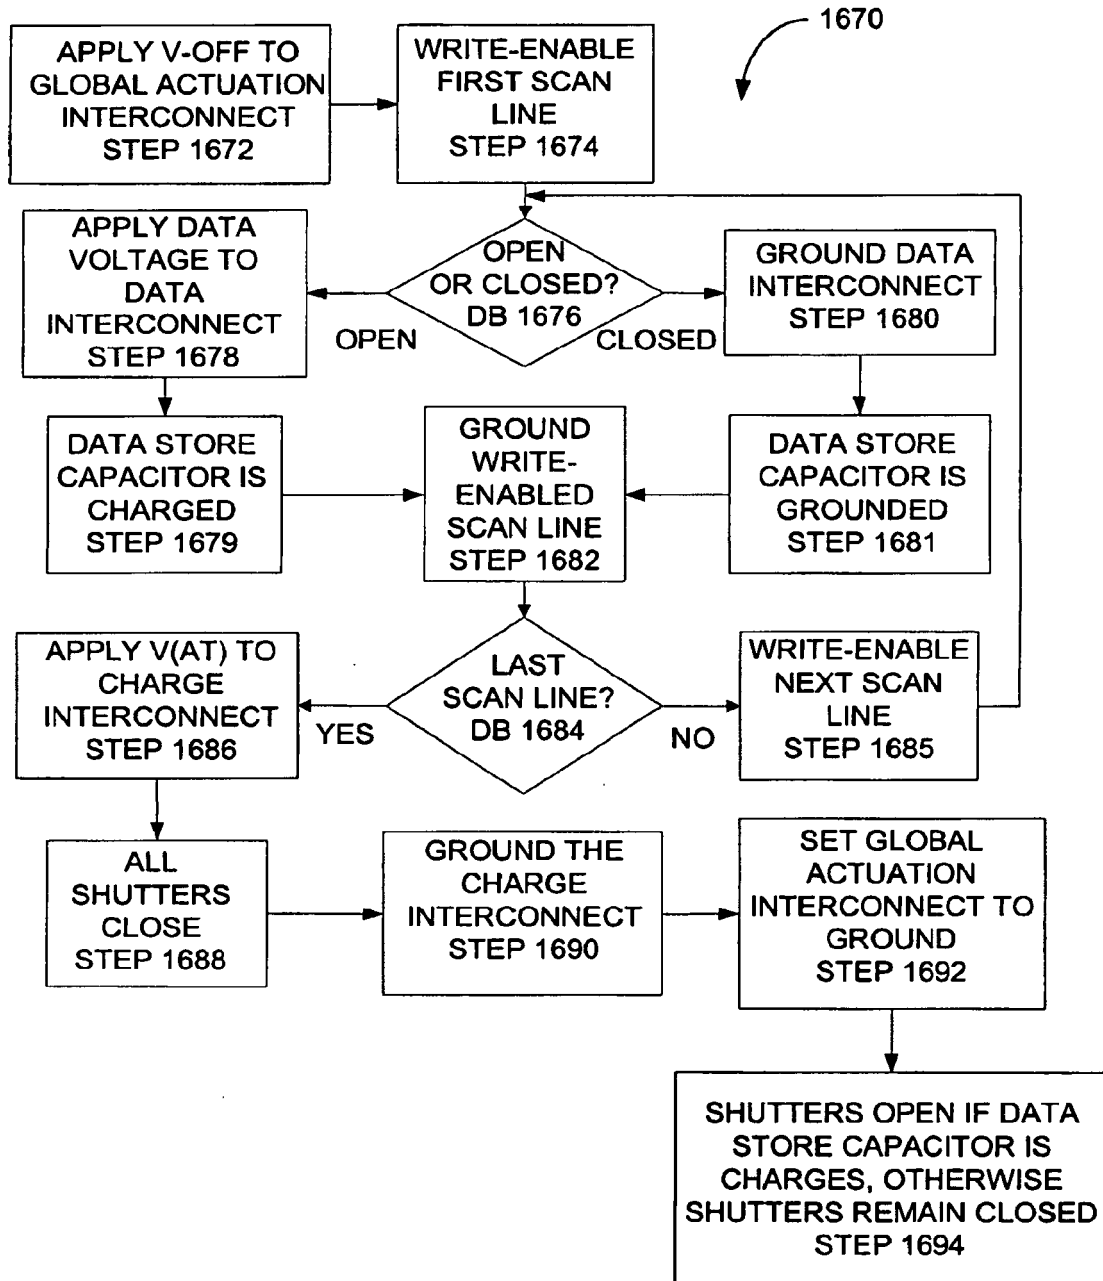 1670
APPLY V-OFF TO
GLOBAL ACTUATION
INTERCONNECT
STEP 1672
WRITE-ENABLE
FIRST SCAN
LINE
STEP 1674
APPLY DATA
VOLTAGE TO
DATA
INTERCONNECT
STEP 1678
OPEN
OR CLOSED?
DB 1676
OPEN
CLOSED
GROUND DATA
INTERCONNECT
STEP 1680
DATA STORE
CAPACITOR IS
CHARGED
STEP 1679
GROUND
WRITE-
ENABLED
SCAN LINE
STEP 1682
DATA STORE
CAPACITOR IS
GROUNDED
STEP 1681
APPLY V(AT) TO
CHARGE
INTERCONNECT
STEP 1686
YES
LAST
SCAN LINE?
DB 1684
NO
WRITE-ENABLE
NEXT SCAN
LINE
STEP 1685
ALL
SHUTTERS
CLOSE
STEP 1688
GROUND THE
CHARGE
INTERCONNECT
STEP 1690
SET GLOBAL
ACTUATION
INTERCONNECT TO
GROUND
STEP 1692
SHUTTERS OPEN IF DATA
STORE CAPACITOR IS
CHARGES, OTHERWISE
SHUTTERS REMAIN CLOSED
STEP 1694